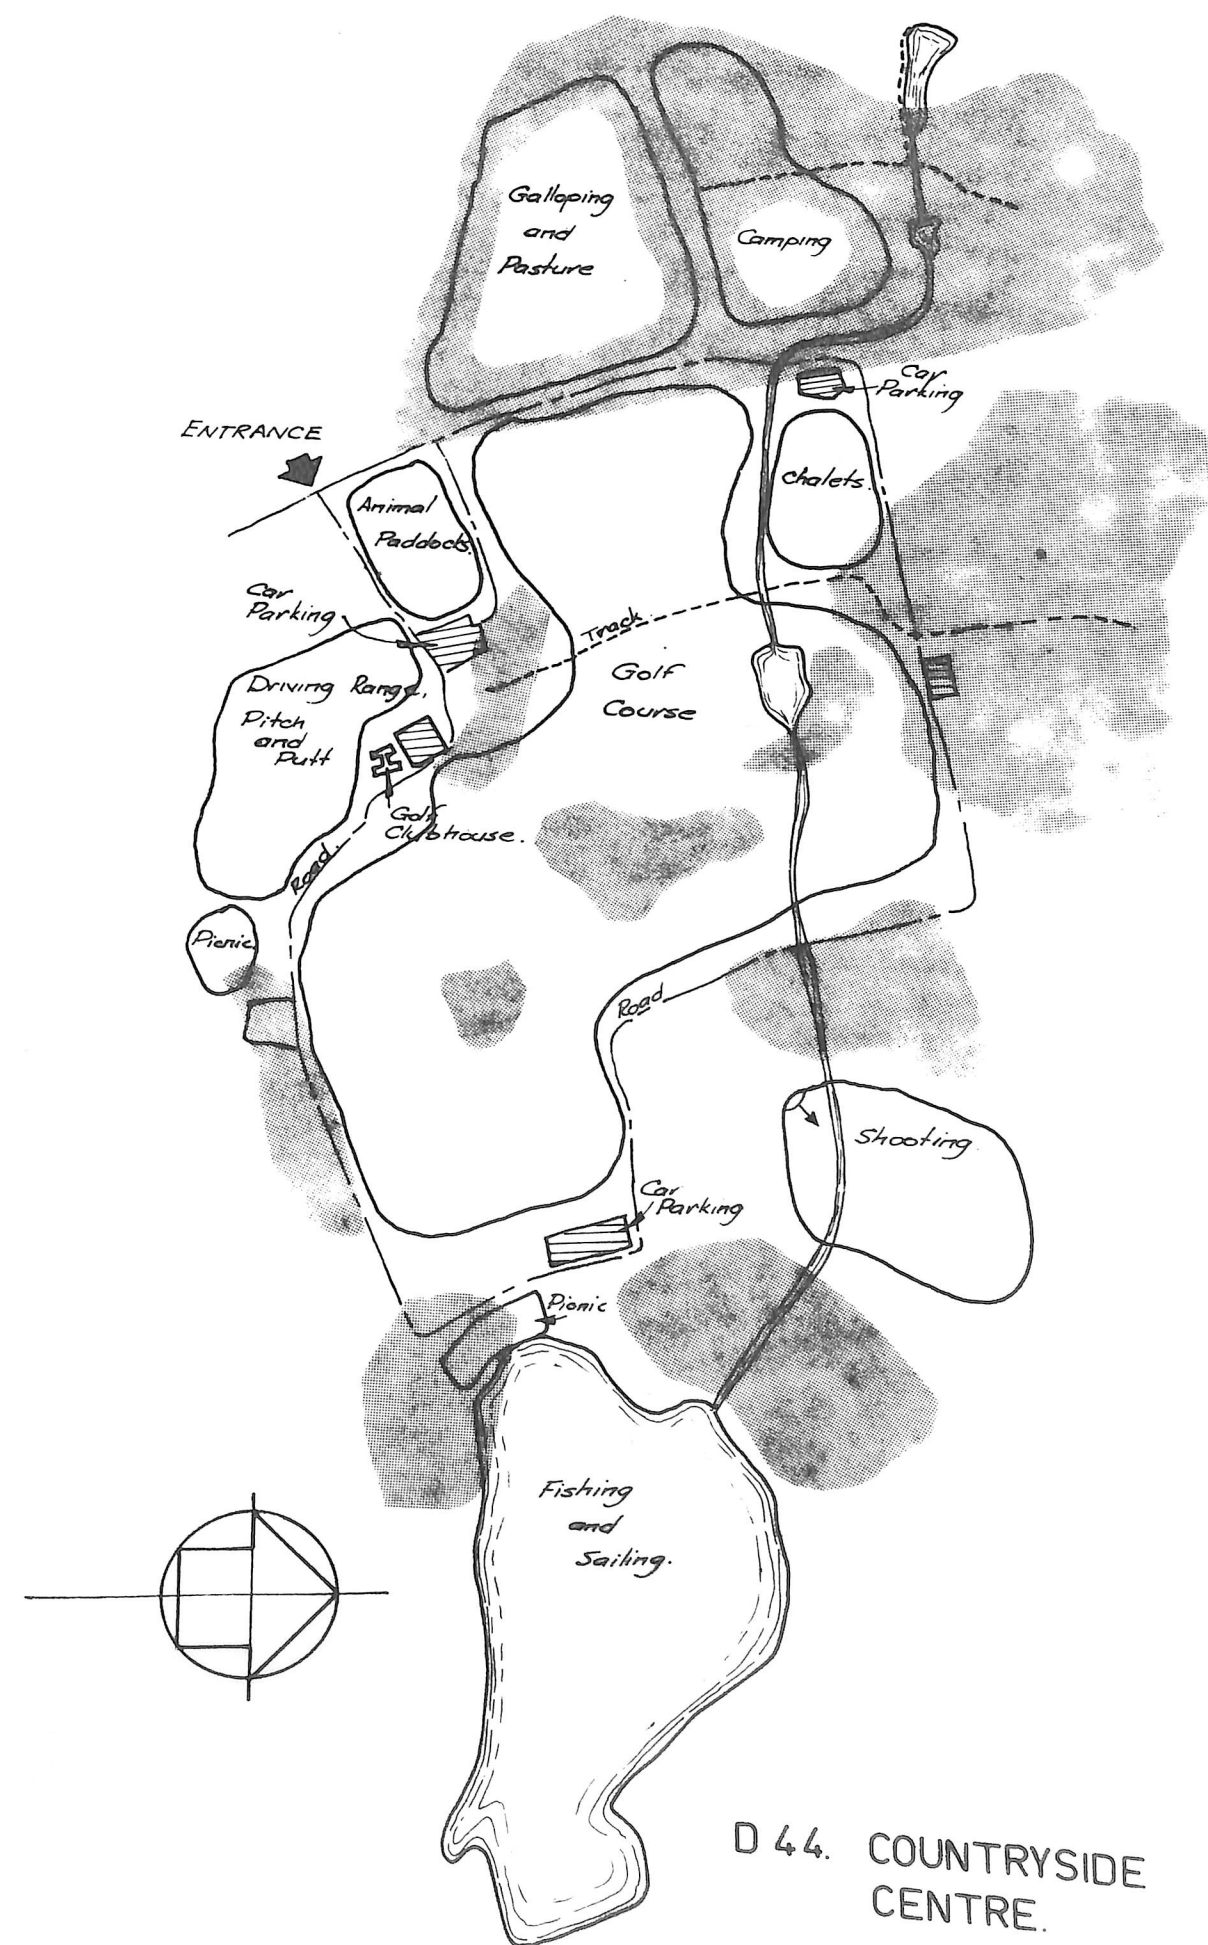 Galloping
and
Pasture
Camping
Car
Parking
ENTRANCE
Chalets.
Animal
Paddocks.
Car
Parking
Track
Driving Range,
Pitch
and
Putt
Golf
Course
Golf
Clubhouse.
Road.
Picnic.
Road
Shooting
Car
Parking
Picnic
Fishing
and
Sailing.
D 44. COUNTRYSIDE
CENTRE.